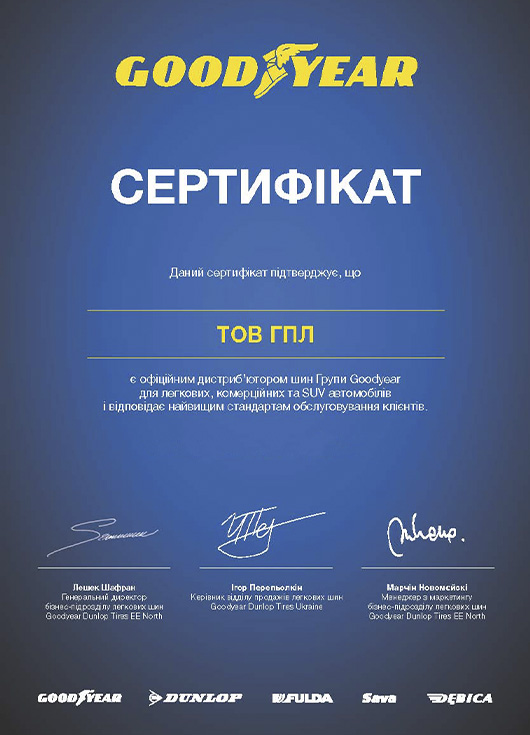 GOODYEAR
СЕРТИФІКАТ
Даний сертифікат підтверджує, що
ТОВ ГПЛ
є офіційним дистриб'ютором шин Групи Goodyear
для легкових, комерційних та SUV автомобілів
і відповідає найвищим стандартам обслуговування клієнтів.
Лешек Шафран
Генеральний директор
бізнес-підрозділу легкових шин
Goodyear Dunlop Tires EE North
Ігор Перепьолкін
Керівник відділу продажів легкових шин
Goodyear Dunlop Tires Ukraine
Марчін Новомєйскі
Менеджер з маркетингу
бізнес-підрозділу легкових шин
Goodyear Dunlop Tires EE North
GOODYEAR DUNLOP FULDA Sava DĘBICA